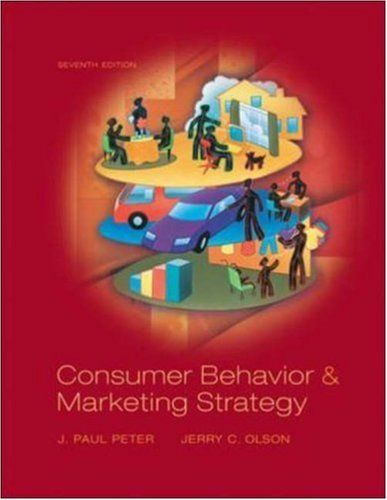 SEVENTH EDITION
Consumer Behavior &
Marketing Strategy
J. PAUL PETER JERRY C. OLSON